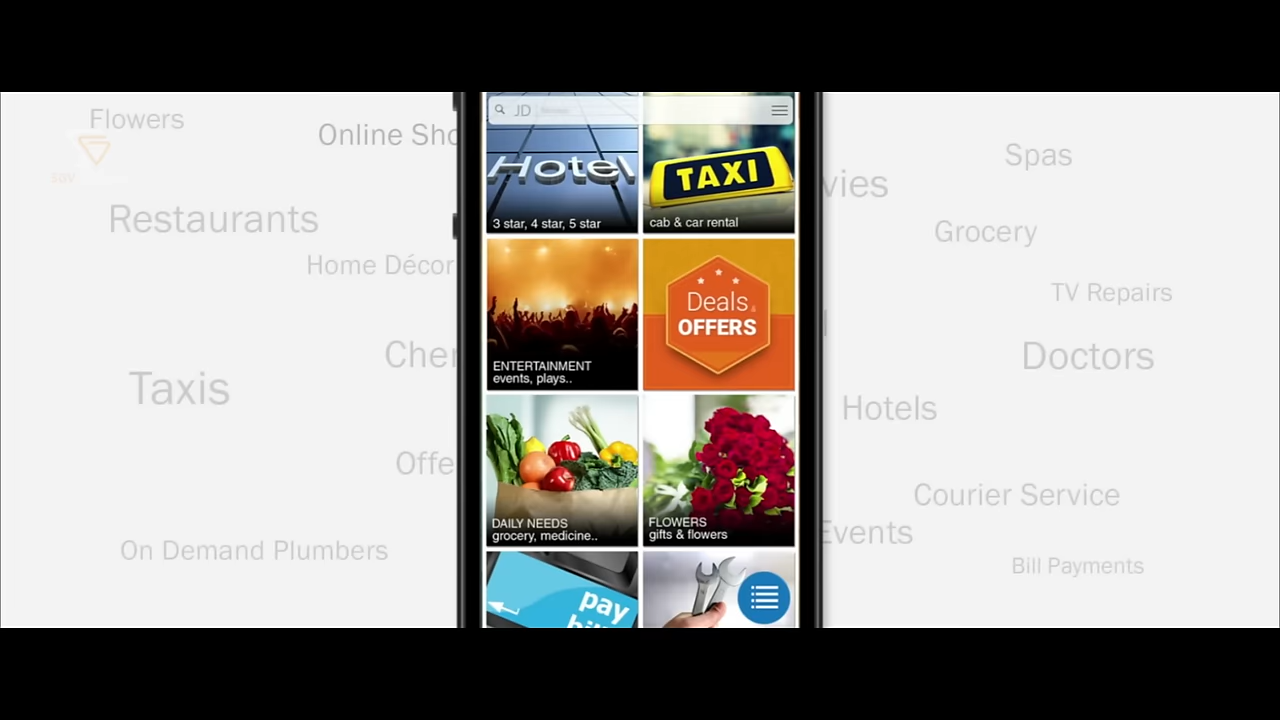 Flowers
Online Sho
SDV
Restaurants
Home Décor
Cher
Taxis
Offe
On Demand Plumbers
JD
Hotel
3 star, 4 star, 5 star
TAXI
cab & car rental
ENTERTAINMENT
events, plays..
Deals &
OFFERS
DAILY NEEDS
grocery, medicine..
FLOWERS
gifts & flowers
pay
Spas
vies
Grocery
TV Repairs
Doctors
Hotels
Courier Service
Events
Bill Payments